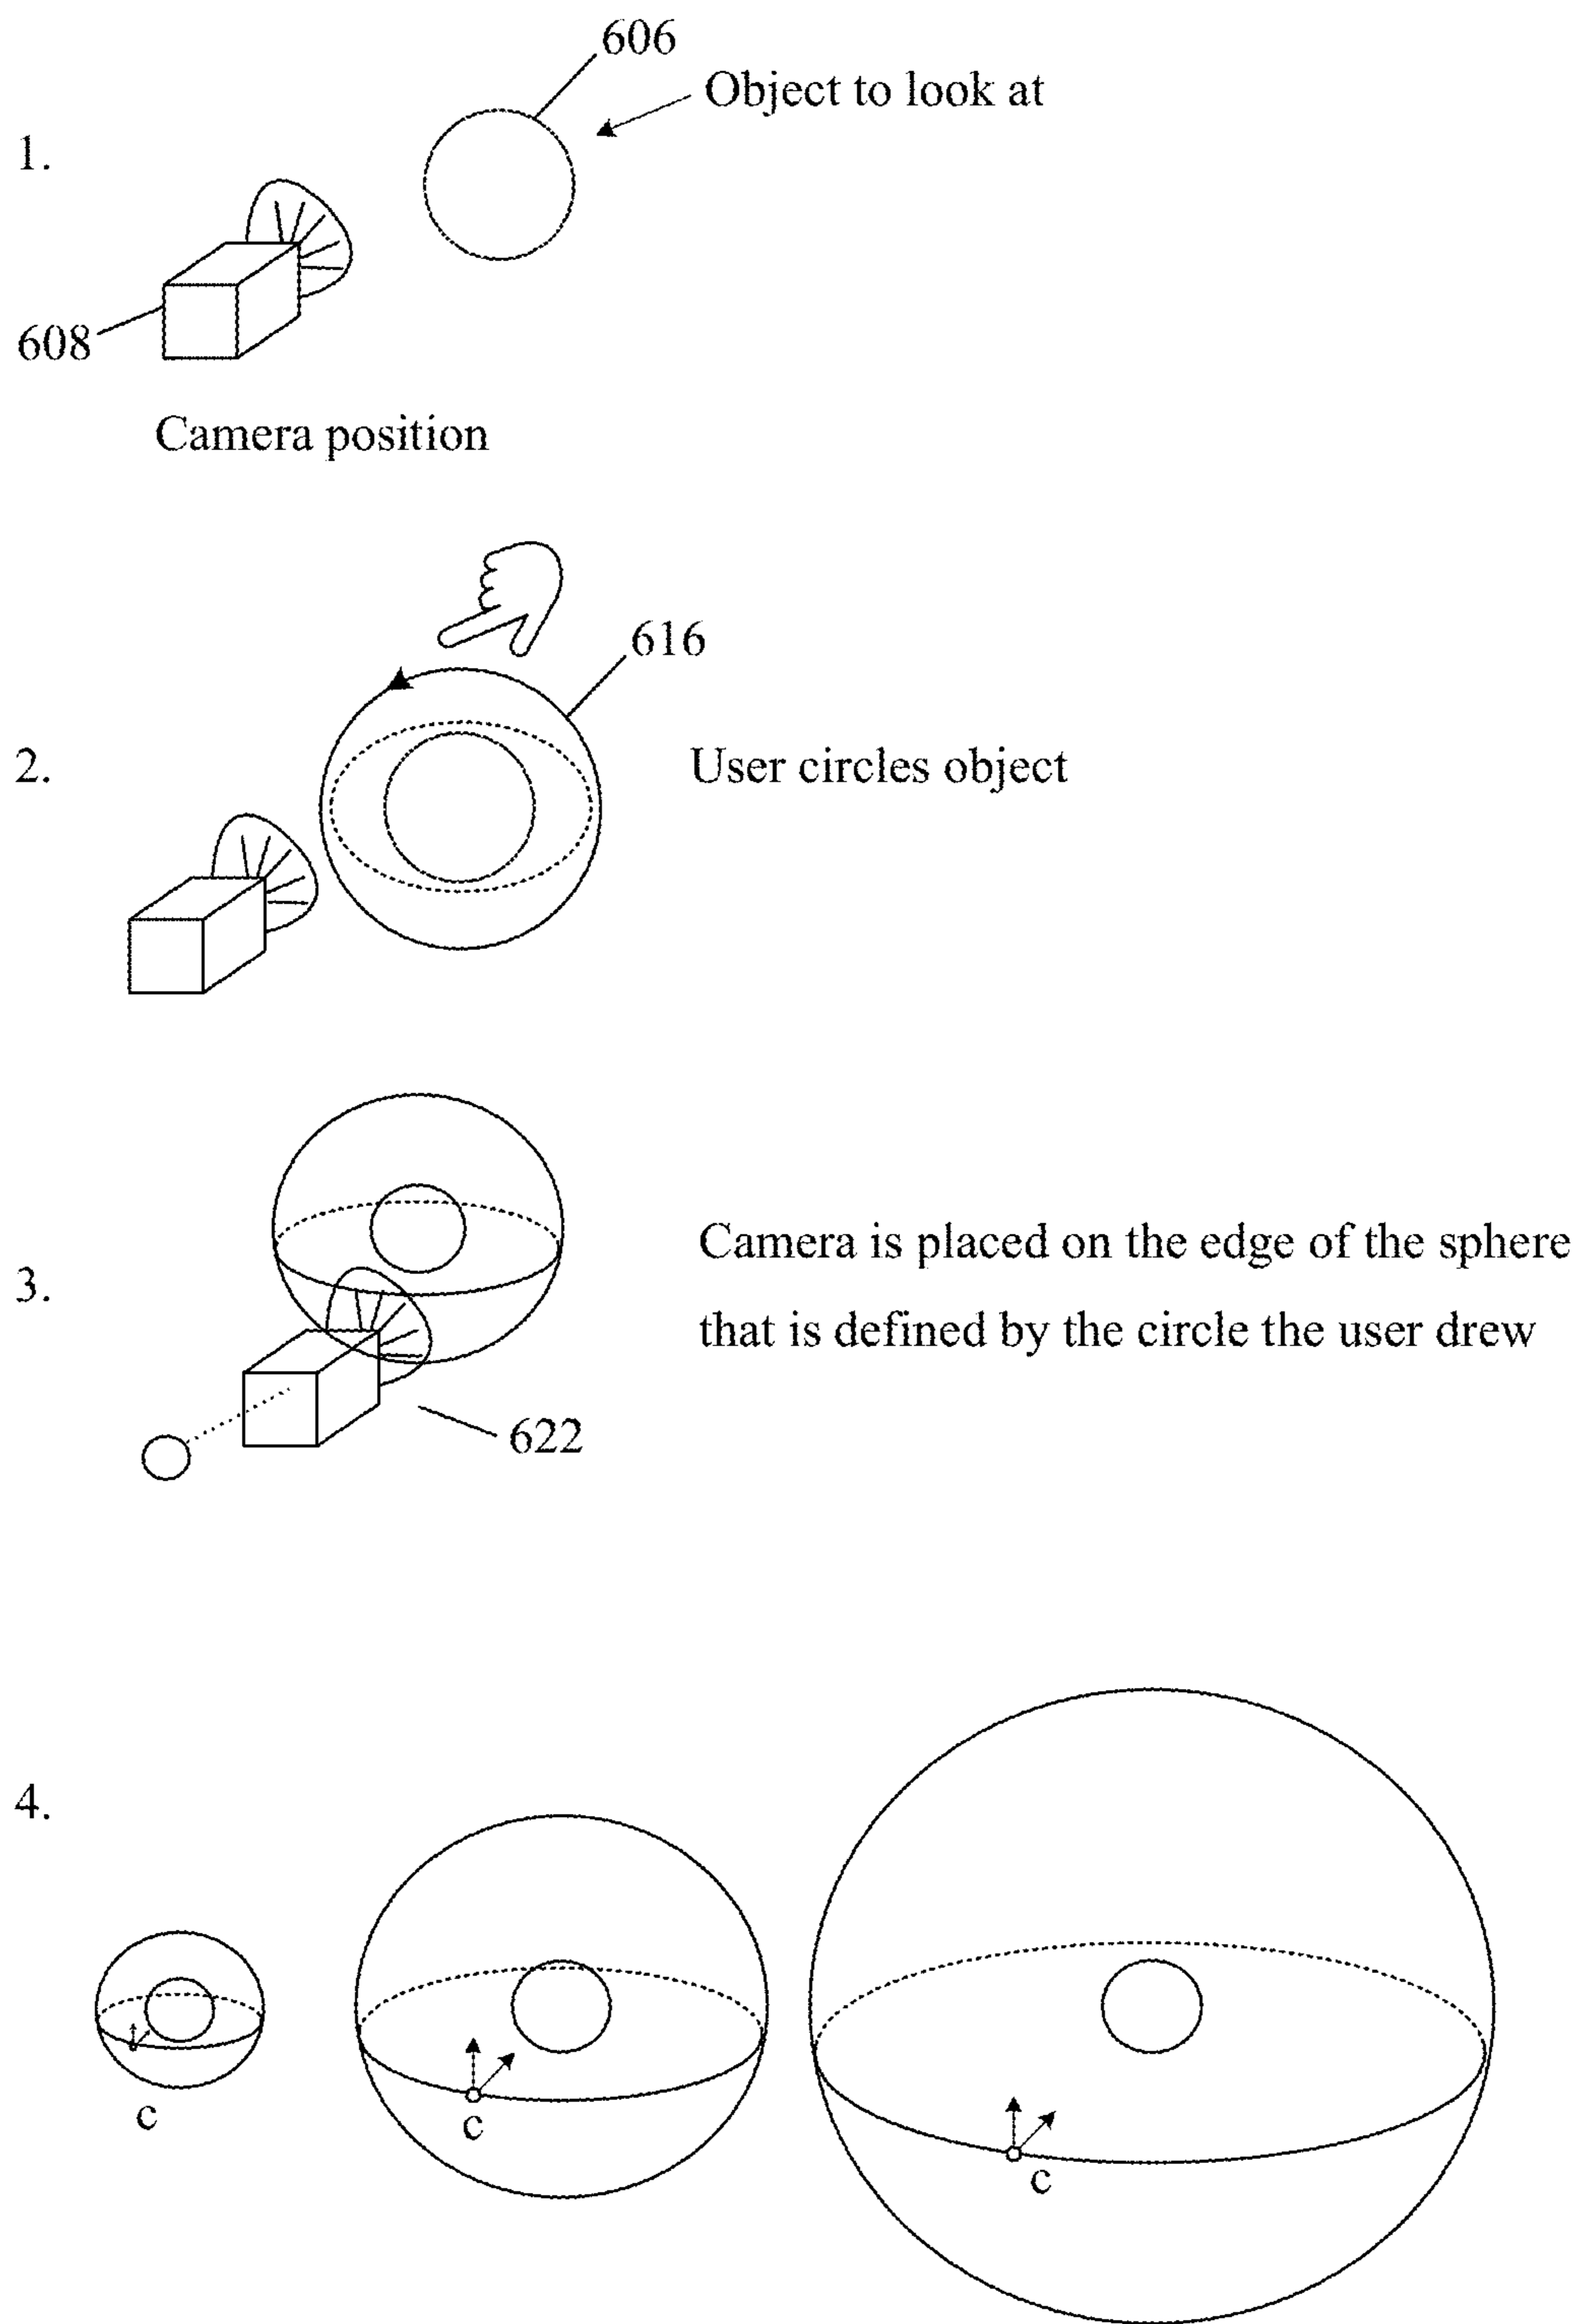 606
Object to look at
1.
608
Camera position
616
2.
User circles object
Camera is placed on the edge of the sphere
3.
that is defined by the circle the user drew
622
4.
c
c
c